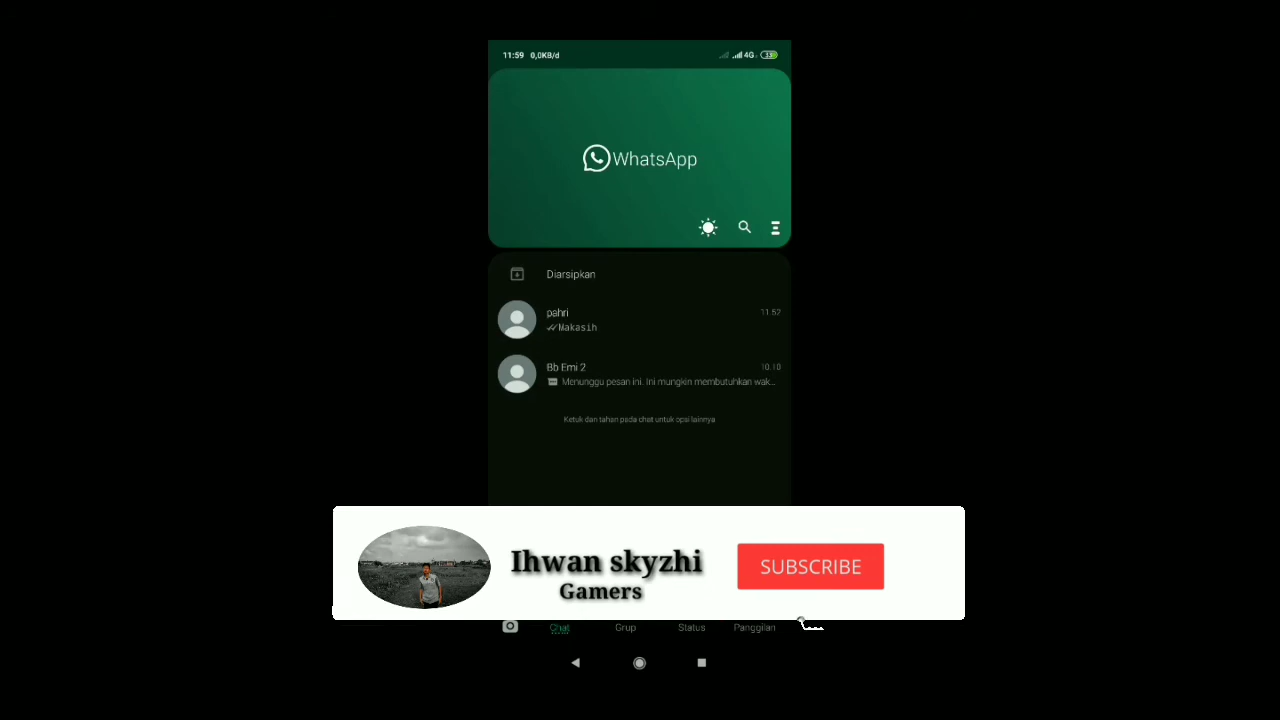 11:59 0,0KB/d
4G 33
WhatsApp
Diarsipkan
pahri 11.52
Makasih
Bb Emi 2 10.10
Menunggu pesan ini. Ini mungkin membutuhkan wak...
Ketuk dan tahan pada chat untuk opsi lainnya
Ihwan skyzhi
Gamers
SUBSCRIBE
Chat Grup Status Panggilan